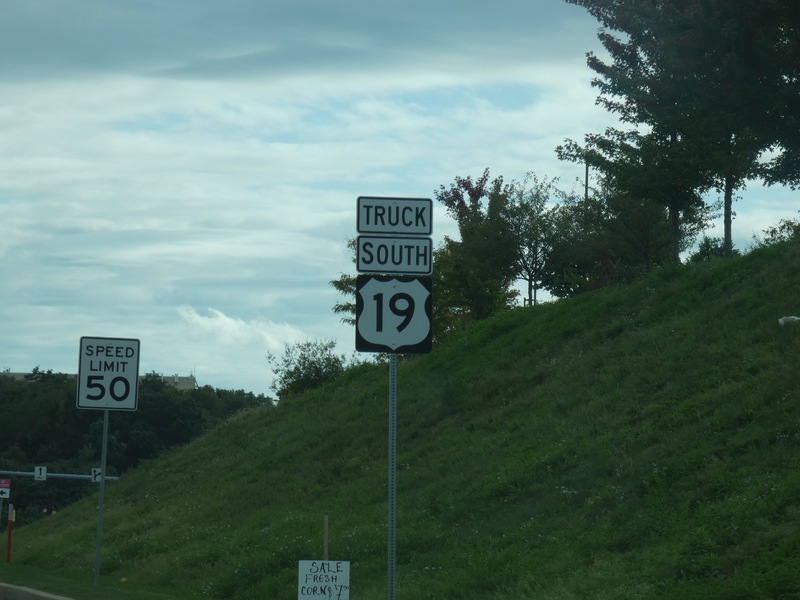 TRUCK
SOUTH
19
SPEED
LIMIT
50
SALE
FRESH
CORN